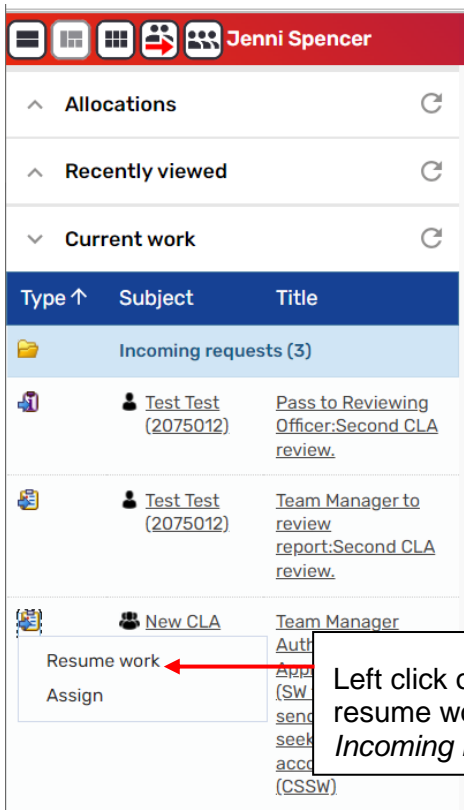 Jenni Spencer
Allocations
Recently viewed
Current work
Type ↑ Subject Title
Incoming requests (3)
Test Test (2075012)
Pass to Reviewing Officer:Second CLA review.
Test Test (2075012)
Team Manager to review report:Second CLA review.
New CLA
Team Manager
Resume work
Assign
(SW
(CSSW)
Left click
resume
Incoming